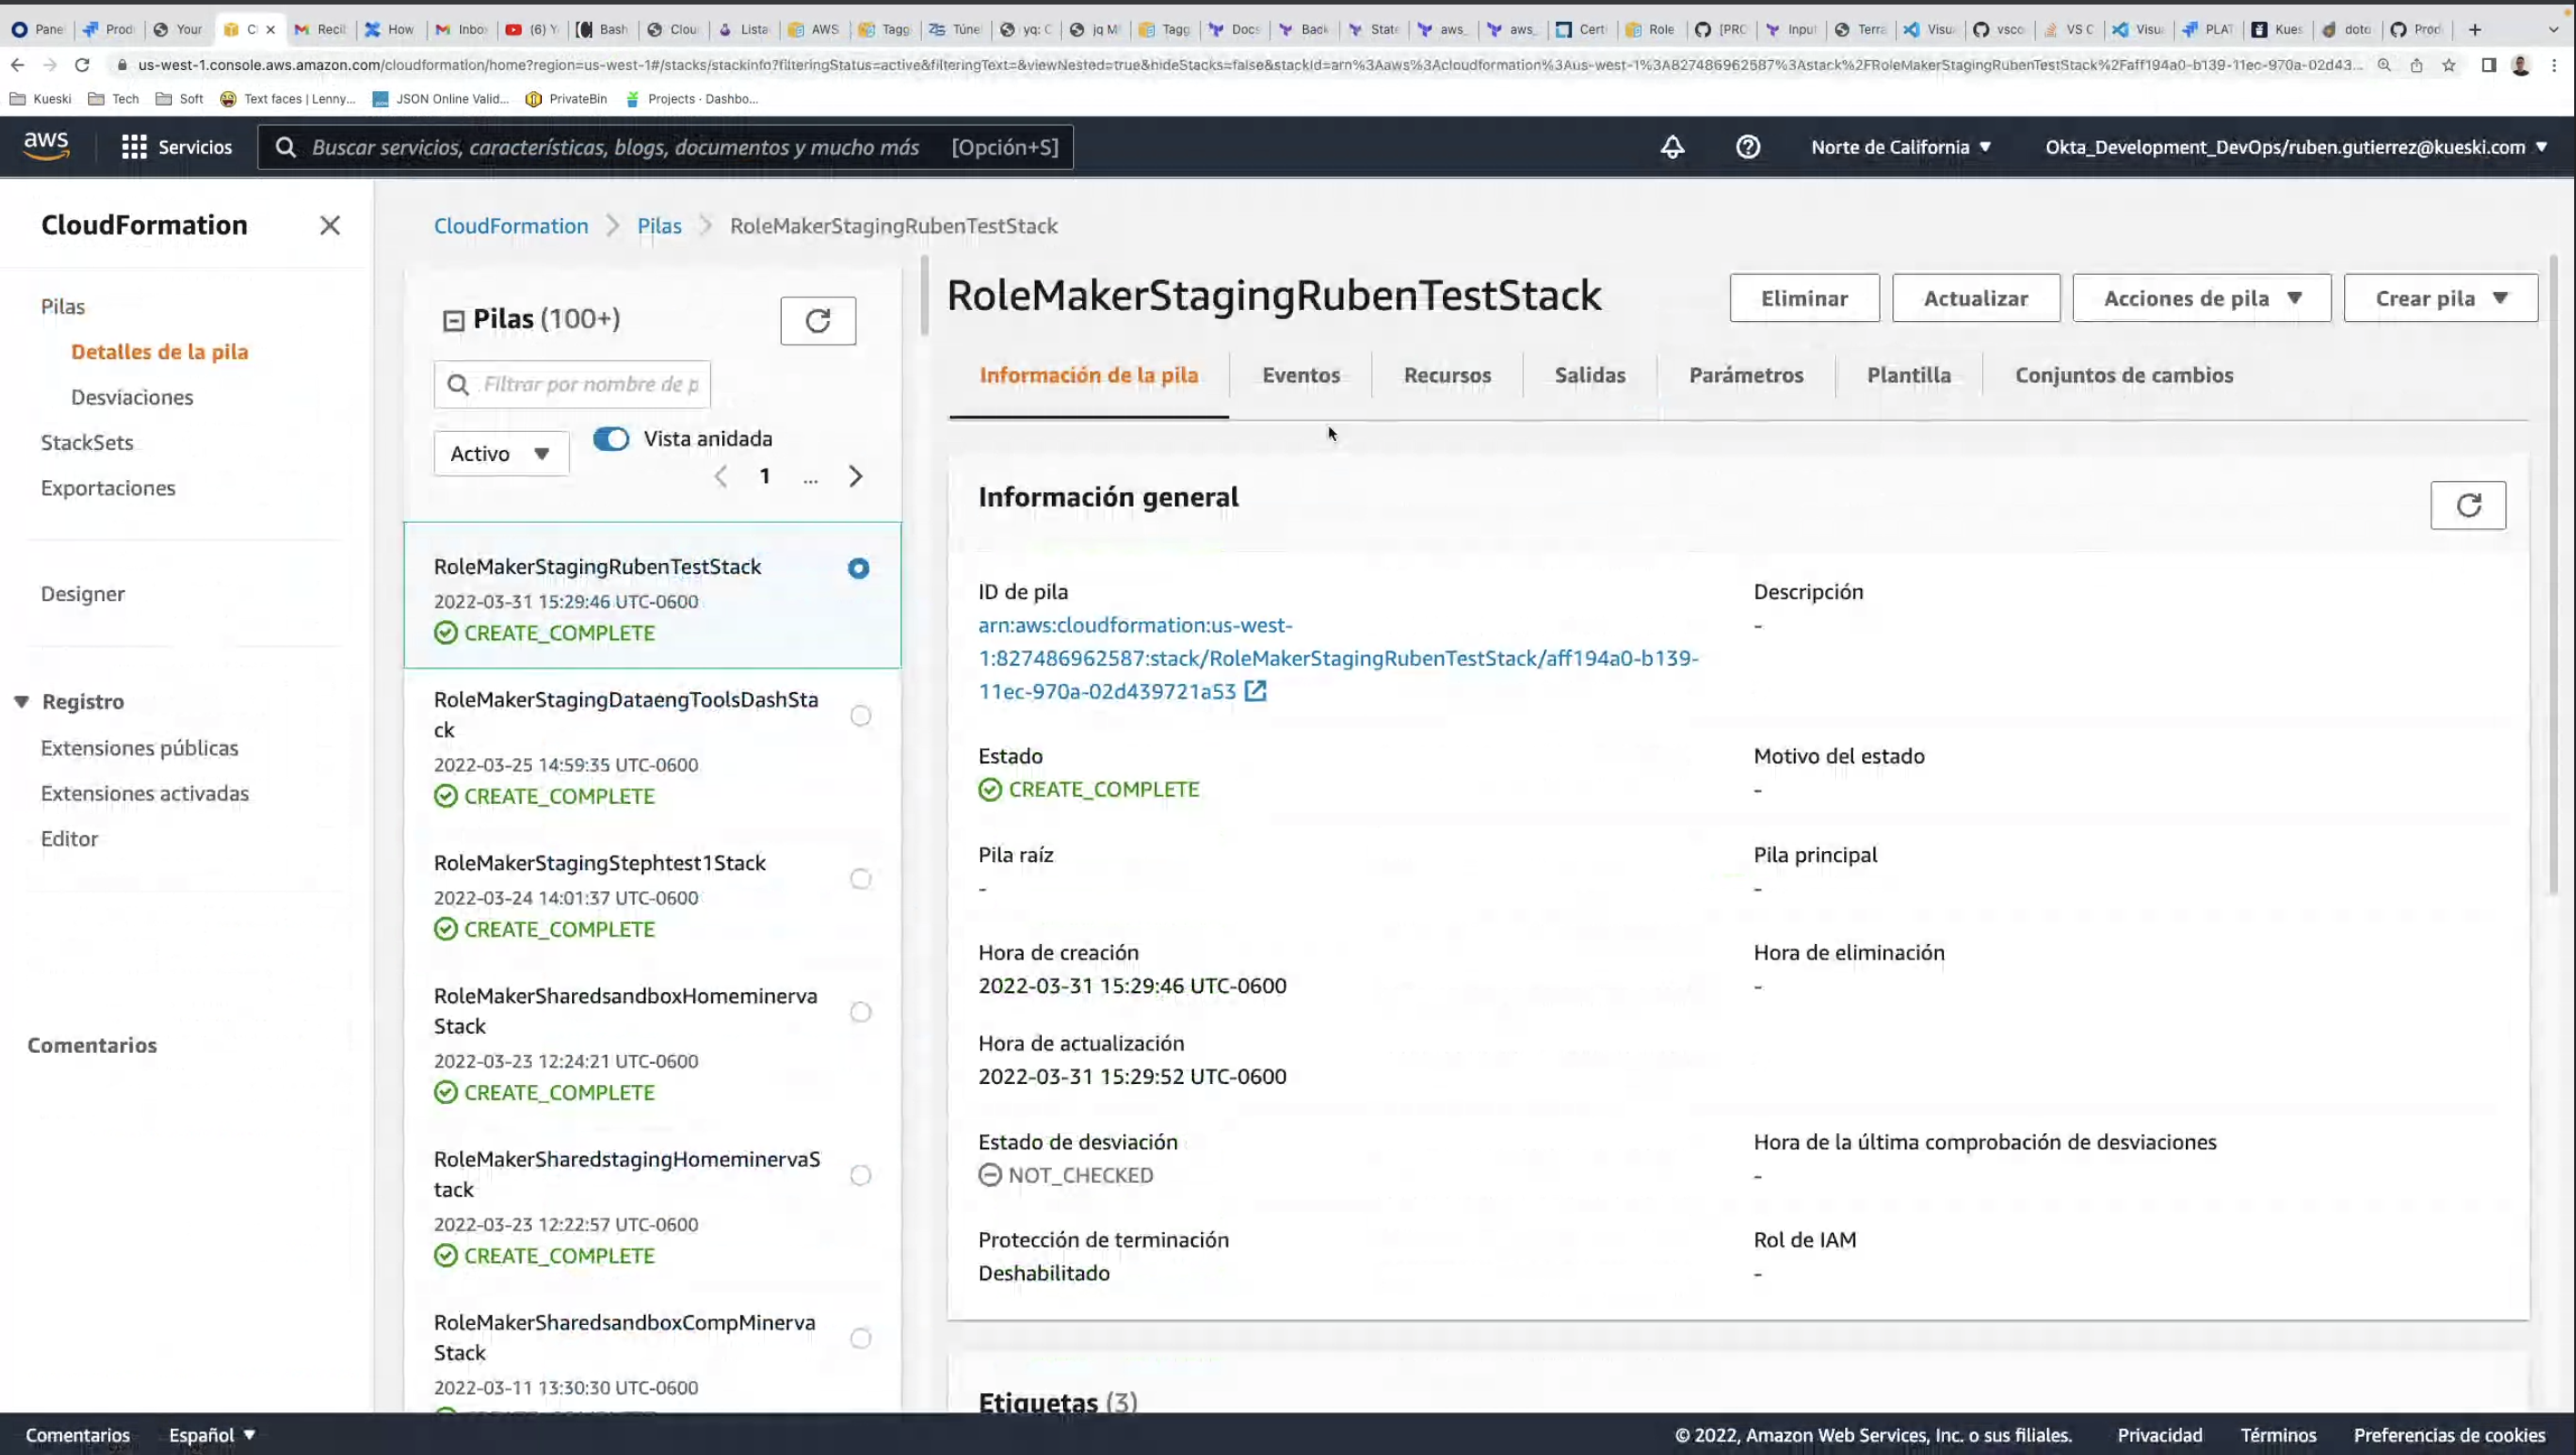 Pane
Prod
Your
C
Reci
How
Inbo
(6) Y
Bash
Clou
Lista
AWS
Tagg
Túne
yq: C
jq M
Tagg
Docs
Back
State
aws_
aws_
Certi
Role
[PRO
Input
Terra
Visu
vsco
VS C
Visu
PLAT
Kues
doto
Prod
us-west-1.console.aws.amazon.com/cloudformation/home?region=us-west-1#/stacks/stackinfo?filteringStatus=active&filteringText=&viewNested=true&hideStacks=false&stackId=arn%3Aaws%3Acloudformation%3Aus-west-1%3A827486962587%3Astack%2FRoleMakerStagingRubenTestStack%2Faff194a0-b139-11ec-970a-02d43...
Kueski
Tech
Soft
Text faces | Lenny...
JSON Online Valid...
PrivateBin
Projects · Dashbo...
aws
Servicios
Buscar servicios, características, blogs, documentos y mucho más
[Opción+S]
Norte de California
Okta_Development_DevOps/ruben.gutierrez@kueski.com
CloudFormation
Pilas
Detalles de la pila
Desviaciones
StackSets
Exportaciones
Designer
Registro
Extensiones públicas
Extensiones activadas
Editor
Comentarios
CloudFormation
Pilas
RoleMakerStagingRubenTestStack
Pilas (100+)
Filtrar por nombre de p
Activo
Vista anidada
1
...
RoleMakerStagingRubenTestStack
2022-03-31 15:29:46 UTC-0600
CREATE_COMPLETE
RoleMakerStagingDataengToolsDashSta
ck
2022-03-25 14:59:35 UTC-0600
CREATE_COMPLETE
RoleMakerStagingStephtest1Stack
2022-03-24 14:01:37 UTC-0600
CREATE_COMPLETE
RoleMakerSharedsandboxHomeminerva
Stack
2022-03-23 12:24:21 UTC-0600
CREATE_COMPLETE
RoleMakerSharedstagingHomeminervaS
tack
2022-03-23 12:22:57 UTC-0600
CREATE_COMPLETE
RoleMakerSharedsandboxCompMinerva
Stack
2022-03-11 13:30:30 UTC-0600
RoleMakerStagingRubenTestStack
Eliminar
Actualizar
Acciones de pila
Crear pila
Información de la pila
Eventos
Recursos
Salidas
Parámetros
Plantilla
Conjuntos de cambios
Información general
ID de pila
arn:aws:cloudformation:us-west-
1:827486962587:stack/RoleMakerStagingRubenTestStack/aff194a0-b139-
11ec-970a-02d439721a53
Descripción
-
Estado
CREATE_COMPLETE
Motivo del estado
-
Pila raíz
-
Pila principal
-
Hora de creación
2022-03-31 15:29:46 UTC-0600
Hora de eliminación
-
Hora de actualización
2022-03-31 15:29:52 UTC-0600
Estado de desviación
NOT_CHECKED
Hora de la última comprobación de desviaciones
-
Protección de terminación
Deshabilitado
Rol de IAM
-
Etiquetas (3)
Comentarios
Español
© 2022, Amazon Web Services, Inc. o sus filiales.
Privacidad
Términos
Preferencias de cookies